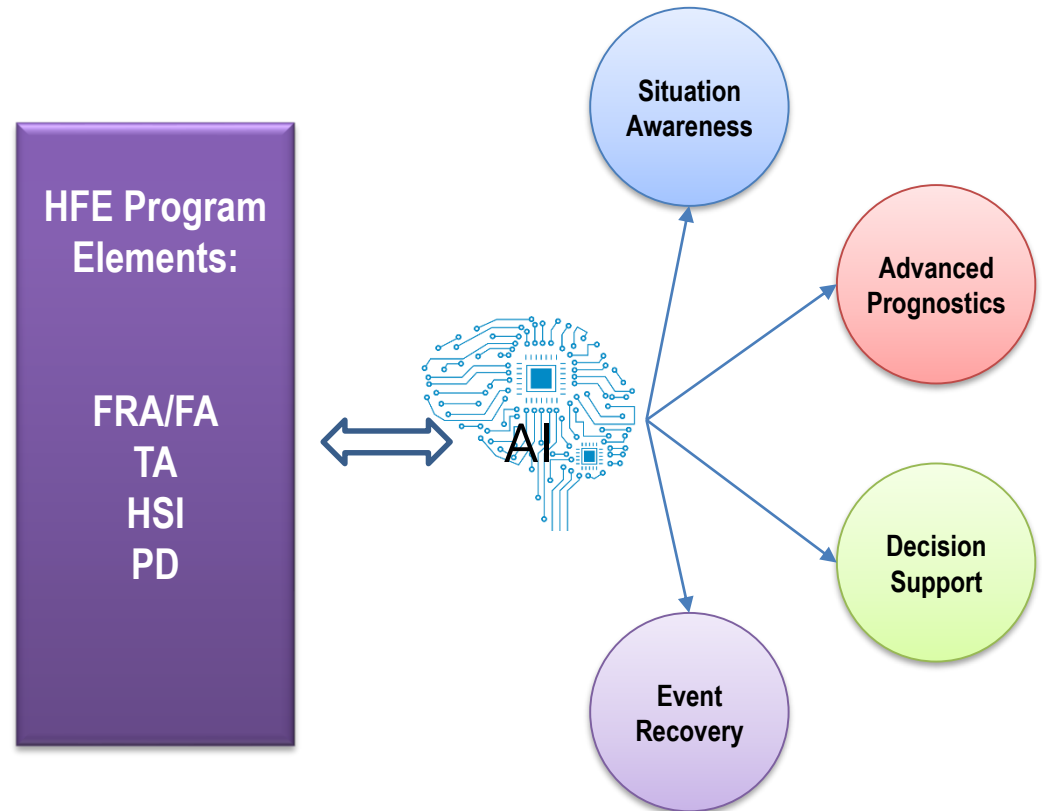 HFE Program
Elements:
FRA/FA
TA
HSI
PD
AI
Situation
Awareness
Advanced
Prognostics
Decision
Support
Event
Recovery